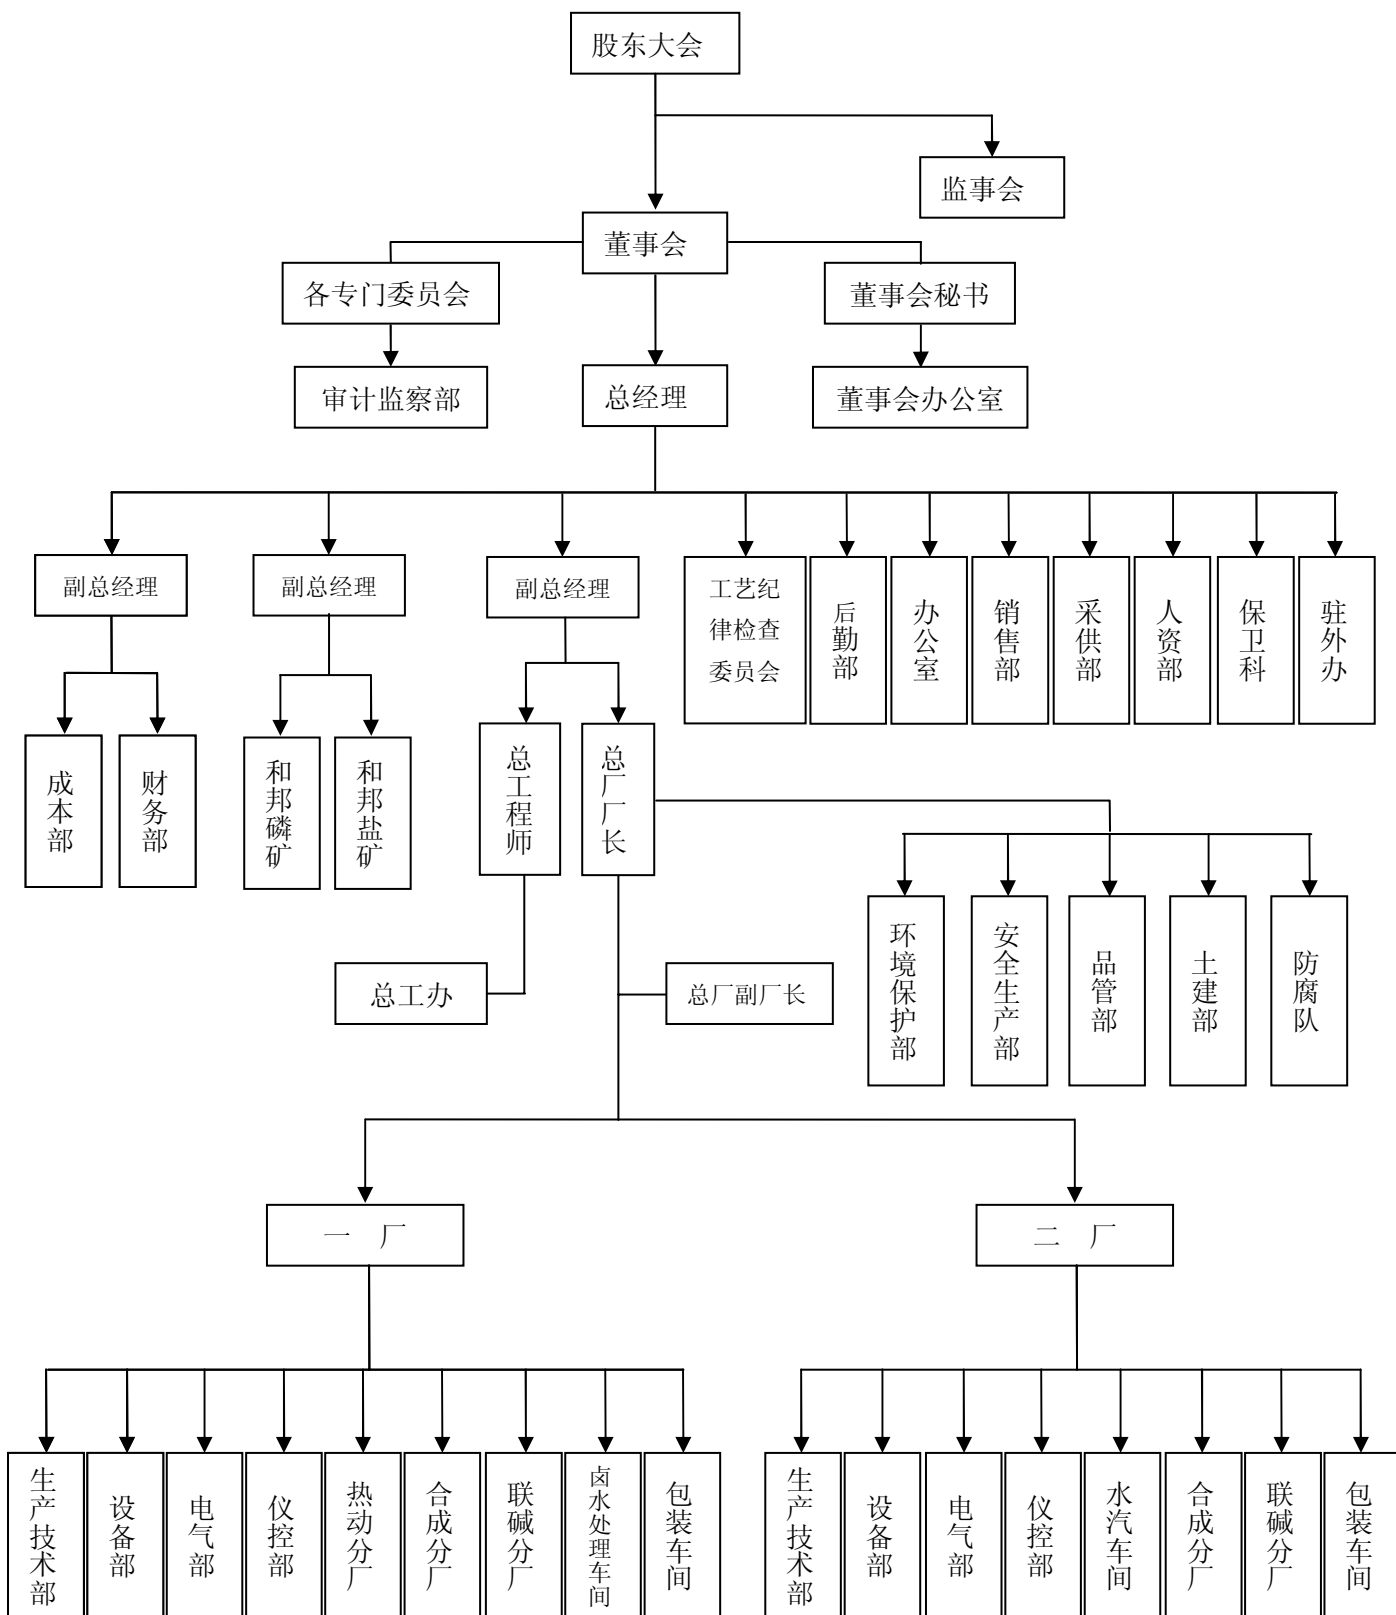 股东大会
监事会
董事会
各专门委员会
董事会秘书
审计监察部
总经理
董事会办公室
副总经理
副总经理
副总经理
工艺纪
律检查
委员会
后勤部
办公室
销售部
采供部
人资部
保卫科
驻外办
成本部
财务部
和邦磷矿
和邦盐矿
总工程师
总厂厂长
环境保护部
安全生产部
品管部
土建部
防腐队
总工办
总厂副厂长
一 厂
二 厂
生产技术部
设备部
电气部
仪控部
热动分厂
合成分厂
联碱分厂
卤水处理车间
包装车间
生产技术部
设备部
电气部
仪控部
水汽车间
合成分厂
联碱分厂
包装车间